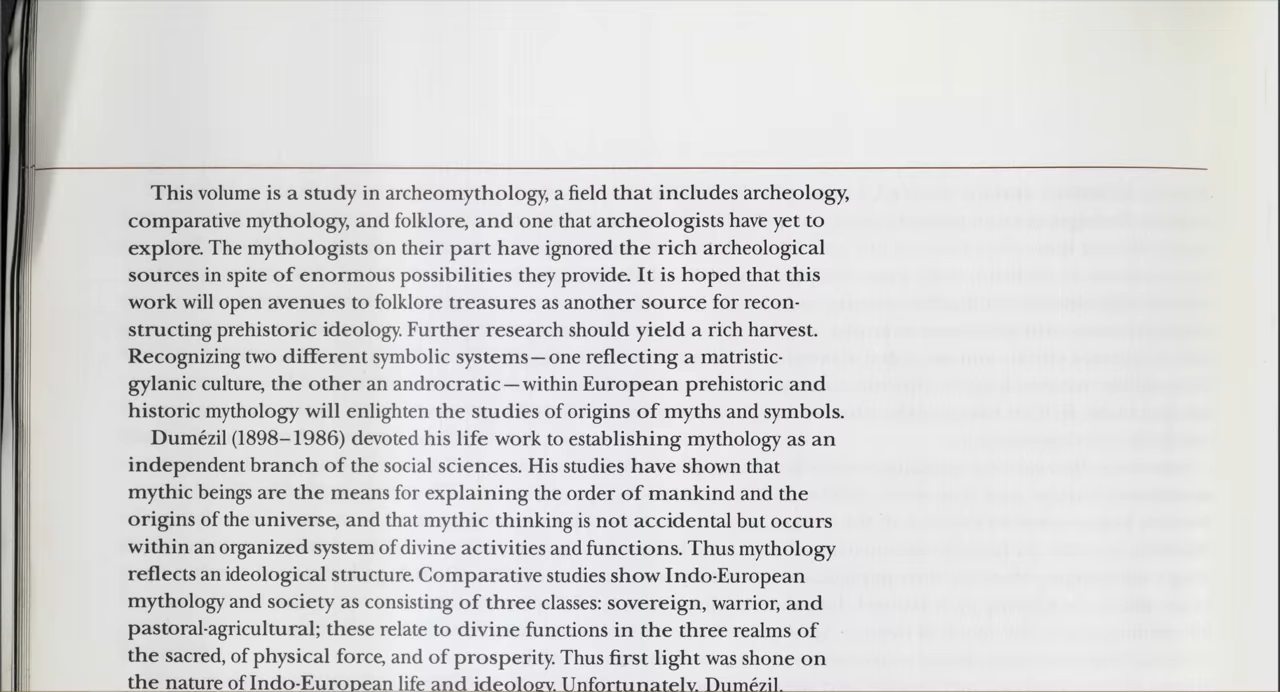 This volume is a study in archeomythology, a field that includes archeology,
comparative mythology, and folklore, and one that archeologists have yet to
explore. The mythologists on their part have ignored the rich archeological
sources in spite of enormous possibilities they provide. It is hoped that this
work will open avenues to folklore treasures as another source for recon-
structing prehistoric ideology. Further research should yield a rich harvest.
Recognizing two different symbolic systems—one reflecting a matristic-
gylanic culture, the other an androcratic—within European prehistoric and
historic mythology will enlighten the studies of origins of myths and symbols.
Dumézil (1898–1986) devoted his life work to establishing mythology as an
independent branch of the social sciences. His studies have shown that
mythic beings are the means for explaining the order of mankind and the
origins of the universe, and that mythic thinking is not accidental but occurs
within an organized system of divine activities and functions. Thus mythology
reflects an ideological structure. Comparative studies show Indo-European
mythology and society as consisting of three classes: sovereign, warrior, and
pastoral-agricultural; these relate to divine functions in the three realms of
the sacred, of physical force, and of prosperity. Thus first light was shone on
the nature of Indo-European life and ideology. Unfortunately, Dumézil,